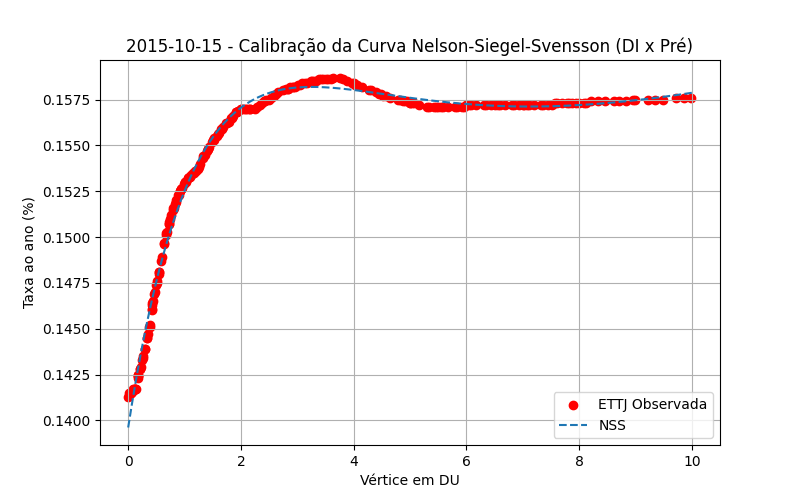 2015-10-15 - Calibração da Curva Nelson-Siegel-Svensson (DI x Pré)
Taxa ao ano (%)
0.1575
0.1550
0.1525
0.1500
0.1475
0.1450
0.1425
0.1400
ETTJ Observada
NSS
0 2 4 6 8 10
Vértice em DU